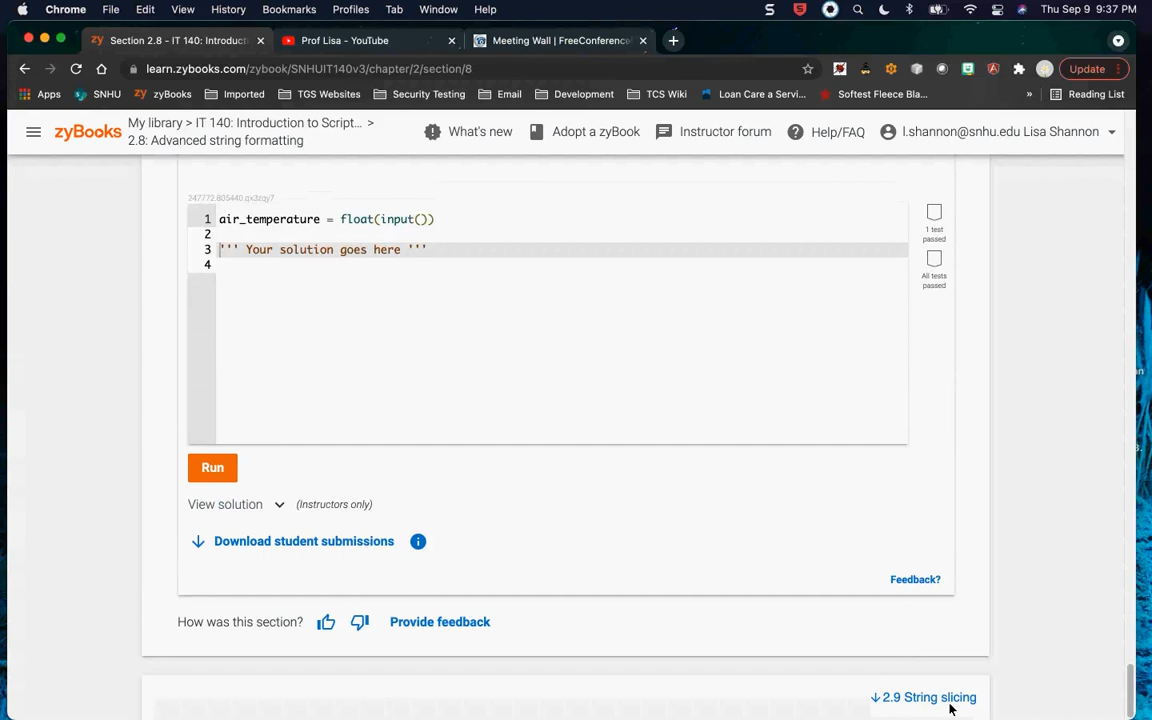 Chrome File Edit View History Bookmarks Profiles Tab Window Help Thu Sep 9 9:37 PM
zy Section 2.8 - IT 140: Introduct Prof Lisa - YouTube Meeting Wall | FreeConference
learn.zybooks.com/zybook/SNHUIT140v3/chapter/2/section/8 Update
Apps SNHU zy zyBooks Imported TGS Websites Security Testing Email Development TCS Wiki Loan Care a Servi... Softest Fleece Bla... » Reading List
zyBooks My library > IT 140: Introduction to Script... > What's new Adopt a zyBook Instructor forum Help/FAQ l.shannon@snhu.edu Lisa Shannon
2.8: Advanced string formatting
247772.805440.qx3zqy7
1 air_temperature = float(input())
2
3 ''' Your solution goes here '''
4
1 test
passed
All tests
passed
Run
View solution (Instructors only)
Download student submissions
Feedback?
How was this section? Provide feedback
2.9 String slicing